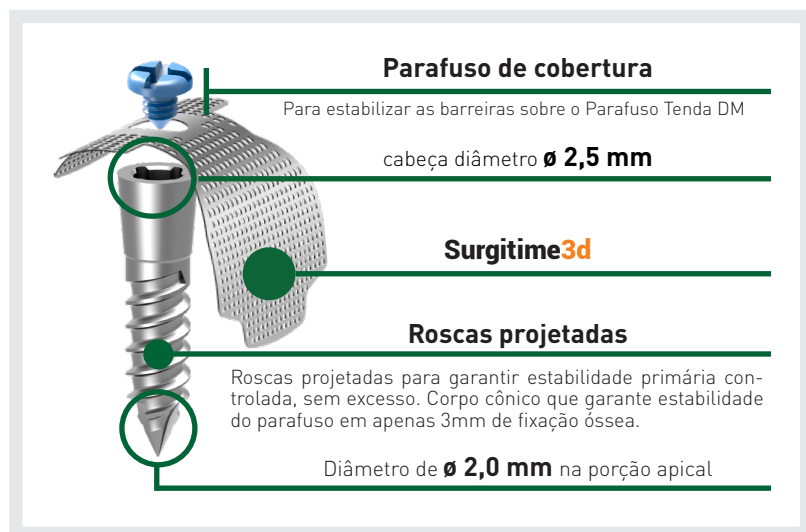 Parafuso de cobertura
Para estabilizar as barreiras sobre o Parafuso Tenda DM
cabeça diâmetro ø 2,5 mm
Surgitime3d
Roscas projetadas
Roscas projetadas para garantir estabilidade primária con-
trolada, sem excesso. Corpo cônico que garante estabilidade
do parafuso em apenas 3mm de fixação óssea.
Diâmetro de ø 2,0 mm na porção apical